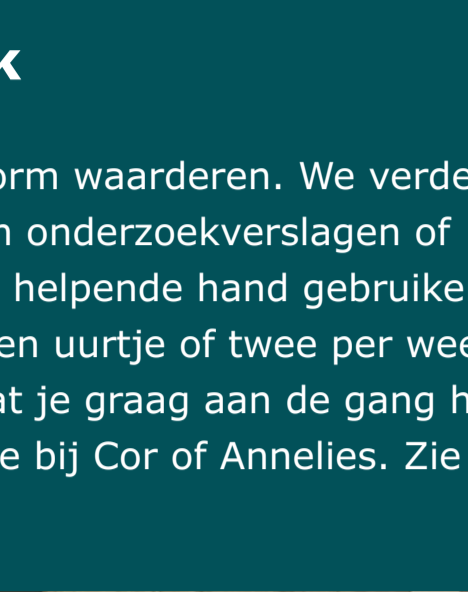 k
orm waarderen. We verde
n onderzoekverslagen of
helpende hand gebruike
en uurtje of twee per wee
at je graag aan de gang h
e bij Cor of Annelies. Zie